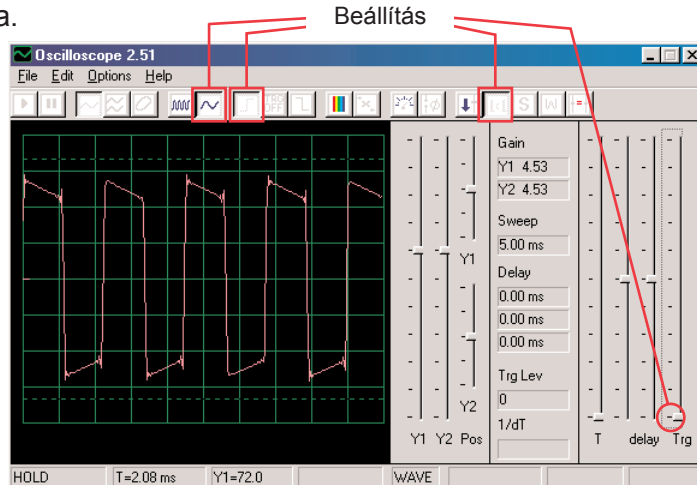 a.
Beállítás
Oscilloscope 2.51
File Edit Options Help
TRG OFF
S
Gain
Y1 4.53
Y2 4.53
Sweep
5.00 ms
Delay
0.00 ms
0.00 ms
0.00 ms
Trg Lev
0
1/dT
Y1
Y2
Y1 Y2 Pos
T delay Trg
HOLD T=2.08 ms Y1=72.0 WAVE